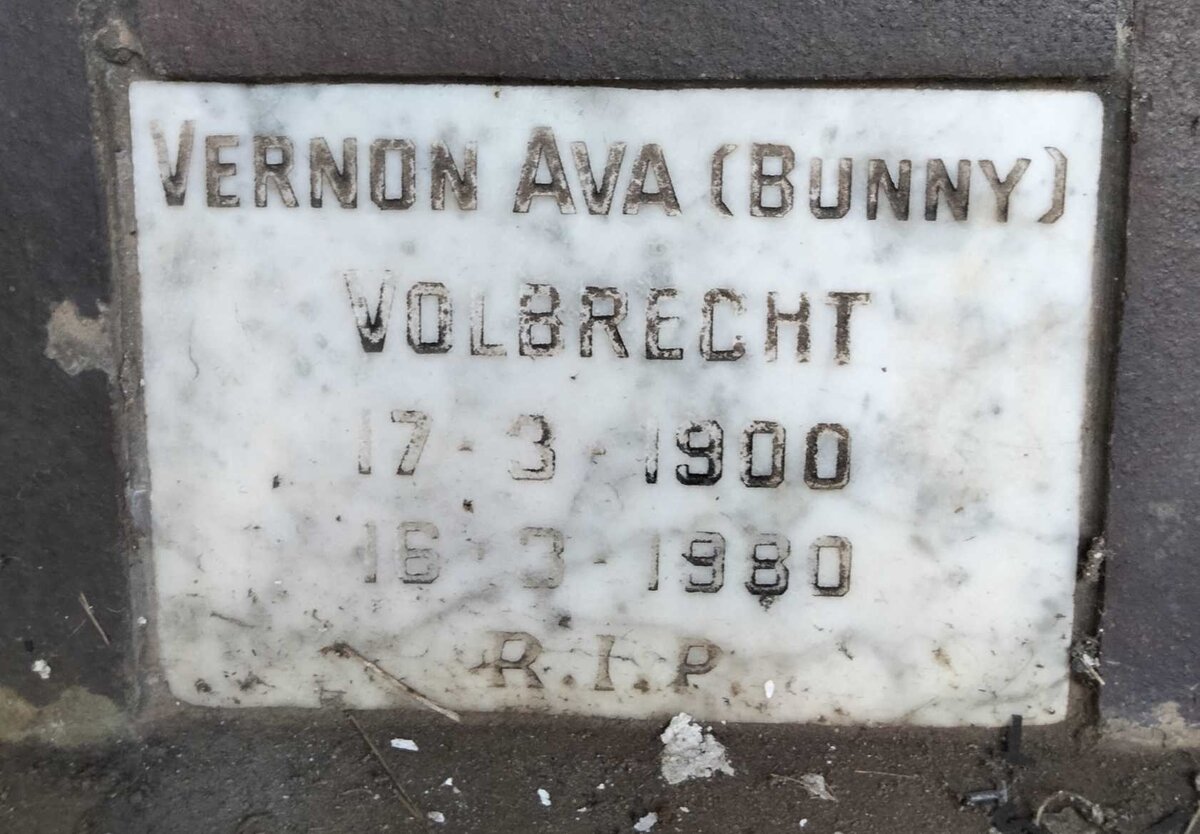 VERNON AVA (BUNNY)
VOLBRECHT
17-3-1900
16-3-1980
R.I.P.